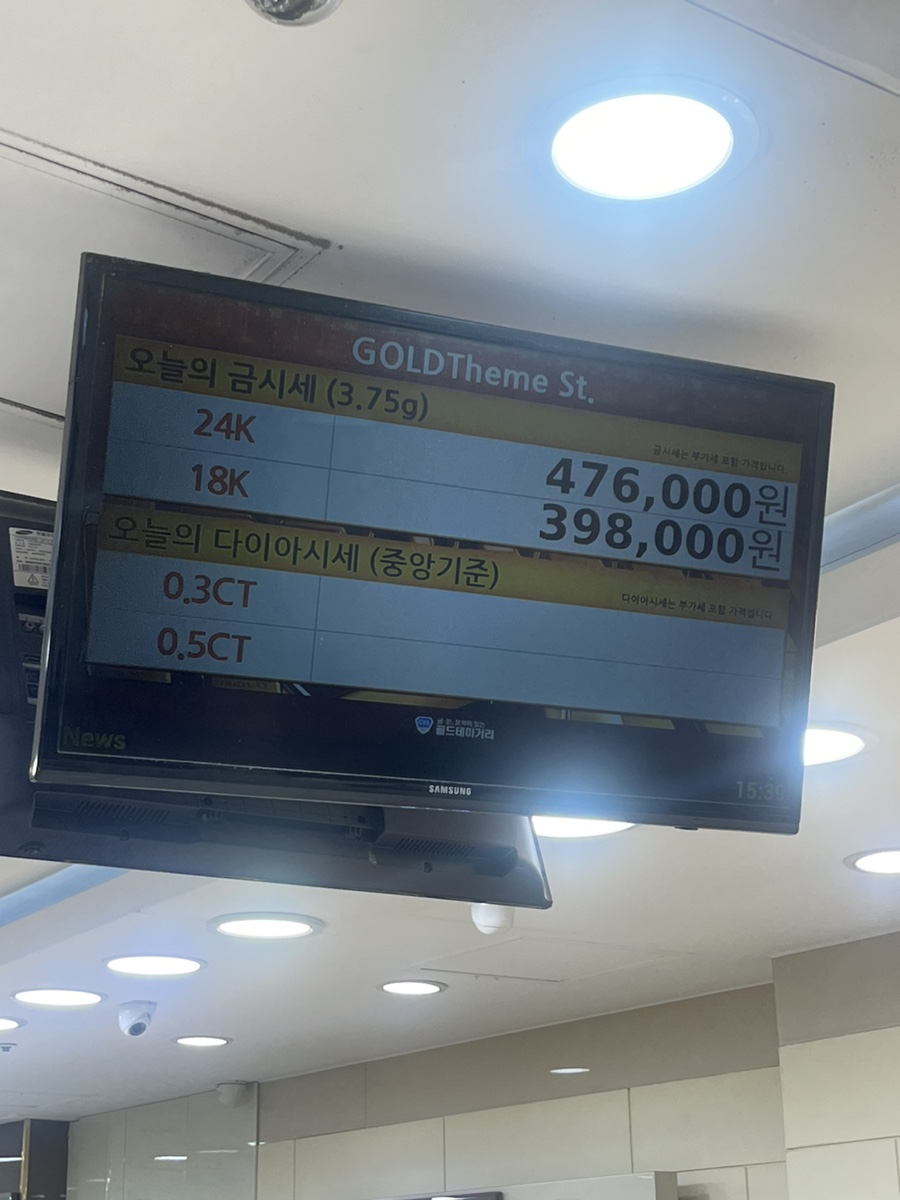 GOLDTheme St.
오늘의 금시세 (3.75g)
금시세는 부가세 포함 가격입니다.
24K 476,000원
18K 398,000원
오늘의 다이아시세 (중앙기준)
다이아시세는 부가세 포함 가격입니다
0.3CT
0.5CT
골드테마거리
News
15:39
SAMSUNG